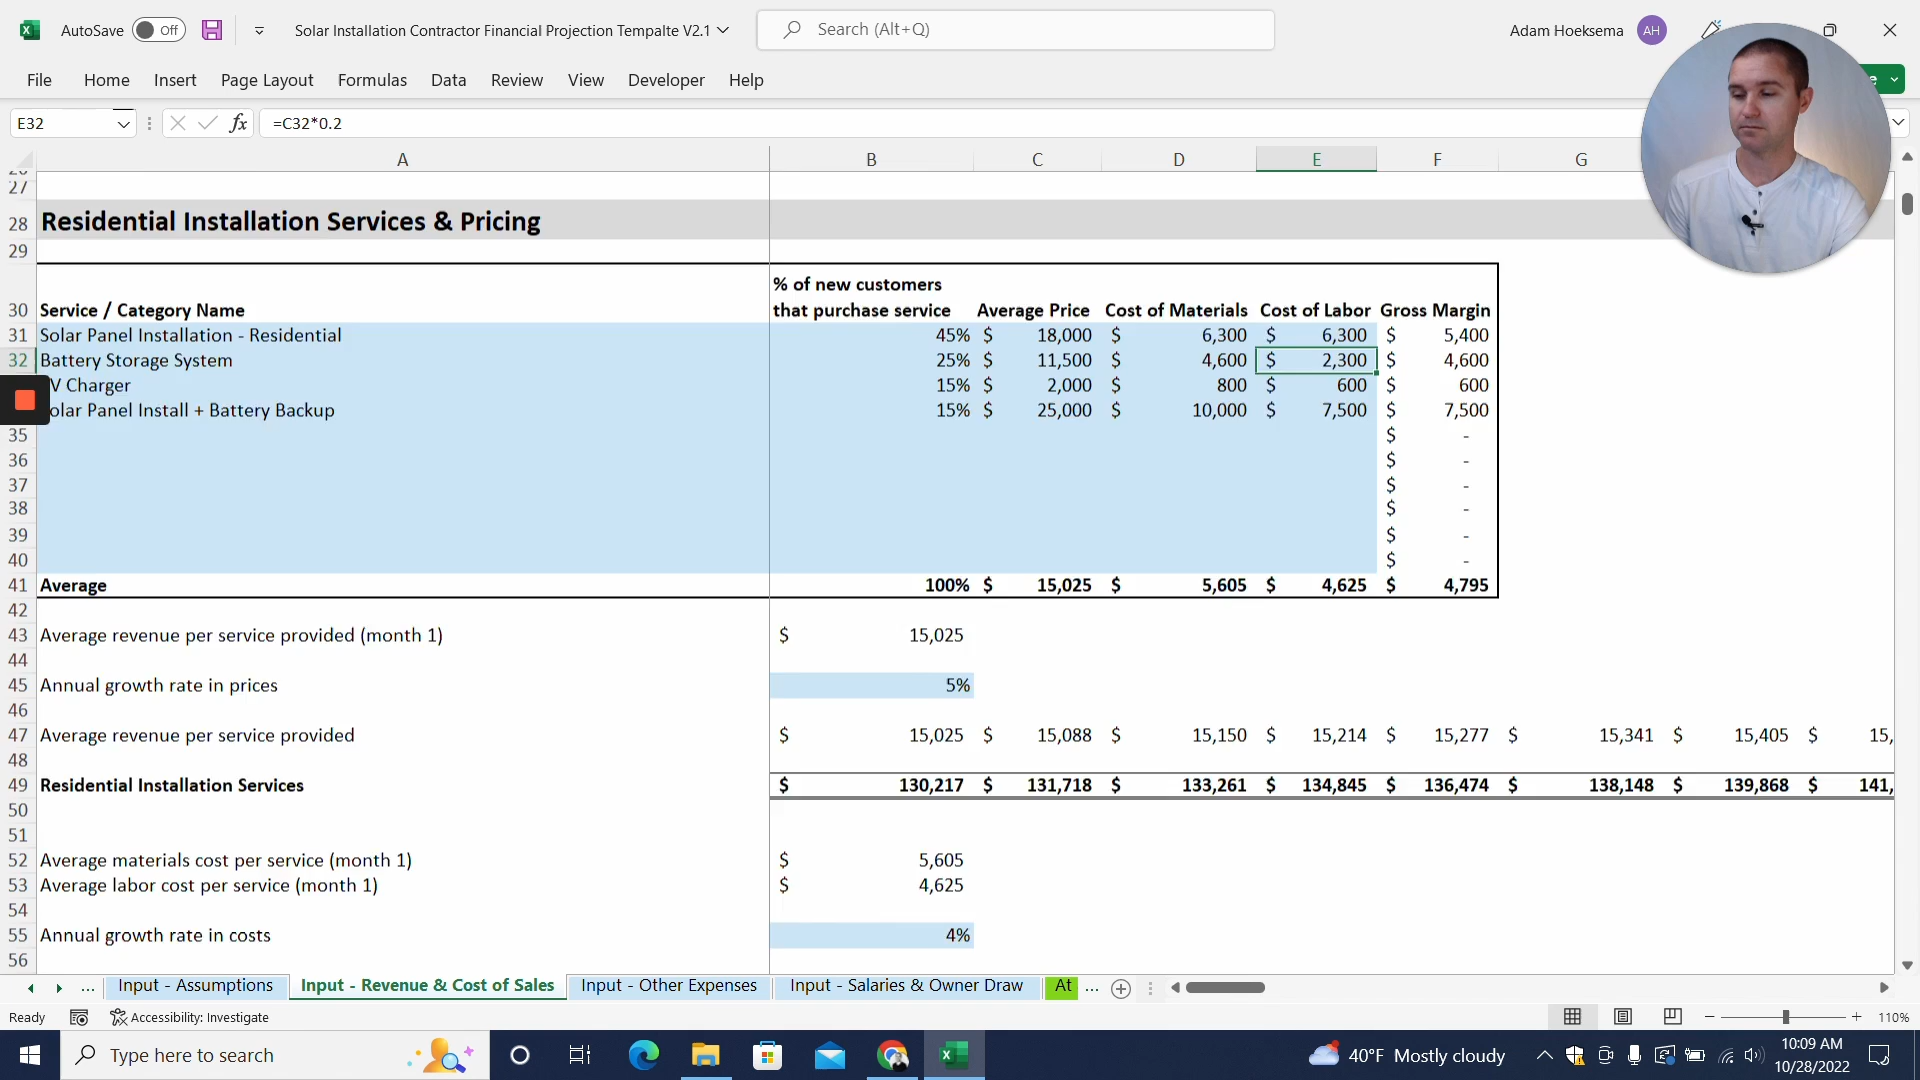 AutoSave Off Solar Installation Contractor Financial Projection Tempalte V2.1 Search (Alt+Q) Adam Hoeksema AH
File Home Insert Page Layout Formulas Data Review View Developer Help
E32 fx =C32*0.2
A B C D E F G
27
28 Residential Installation Services & Pricing
29
% of new customers
30 Service / Category Name that purchase service Average Price Cost of Materials Cost of Labor Gross Margin
31 Solar Panel Installation - Residential 45% $ 18,000 $ 6,300 $ 6,300 $ 5,400
32 Battery Storage System 25% $ 11,500 $ 4,600 $ 2,300 $ 4,600
V Charger 15% $ 2,000 $ 800 $ 600 $ 600
olar Panel Install + Battery Backup 15% $ 25,000 $ 10,000 $ 7,500 $ 7,500
35 $ -
36 $ -
37 $ -
38 $ -
39 $ -
40 $ -
41 Average 100% $ 15,025 $ 5,605 $ 4,625 $ 4,795
42
43 Average revenue per service provided (month 1) $ 15,025
44
45 Annual growth rate in prices 5%
46
47 Average revenue per service provided $ 15,025 $ 15,088 $ 15,150 $ 15,214 $ 15,277 $ 15,341 $ 15,405 $ 15,
48
49 Residential Installation Services $ 130,217 $ 131,718 $ 133,261 $ 134,845 $ 136,474 $ 138,148 $ 139,868 $ 141,
50
51
52 Average materials cost per service (month 1) $ 5,605
53 Average labor cost per service (month 1) $ 4,625
54
55 Annual growth rate in costs 4%
56
... Input - Assumptions Input - Revenue & Cost of Sales Input - Other Expenses Input - Salaries & Owner Draw At ...
Ready Accessibility: Investigate 110%
Type here to search 40°F Mostly cloudy 10:09 AM
10/28/2022